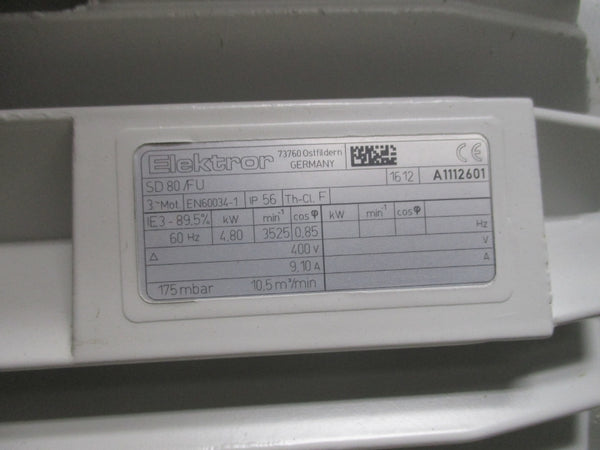 Elektror 73760 Ostfildern
GERMANY
CE
SD 80 /FU 1612 A1112601
3~Mot. EN60034-1 IP 56 Th-Cl. F
IE3 - 89.5% kW min⁻¹ cosφ kW min⁻¹ cosφ
60 Hz 4,80 3525 0,85 Hz
Δ 400 V V
9,10 A A
175 mbar 10,5 m³/min